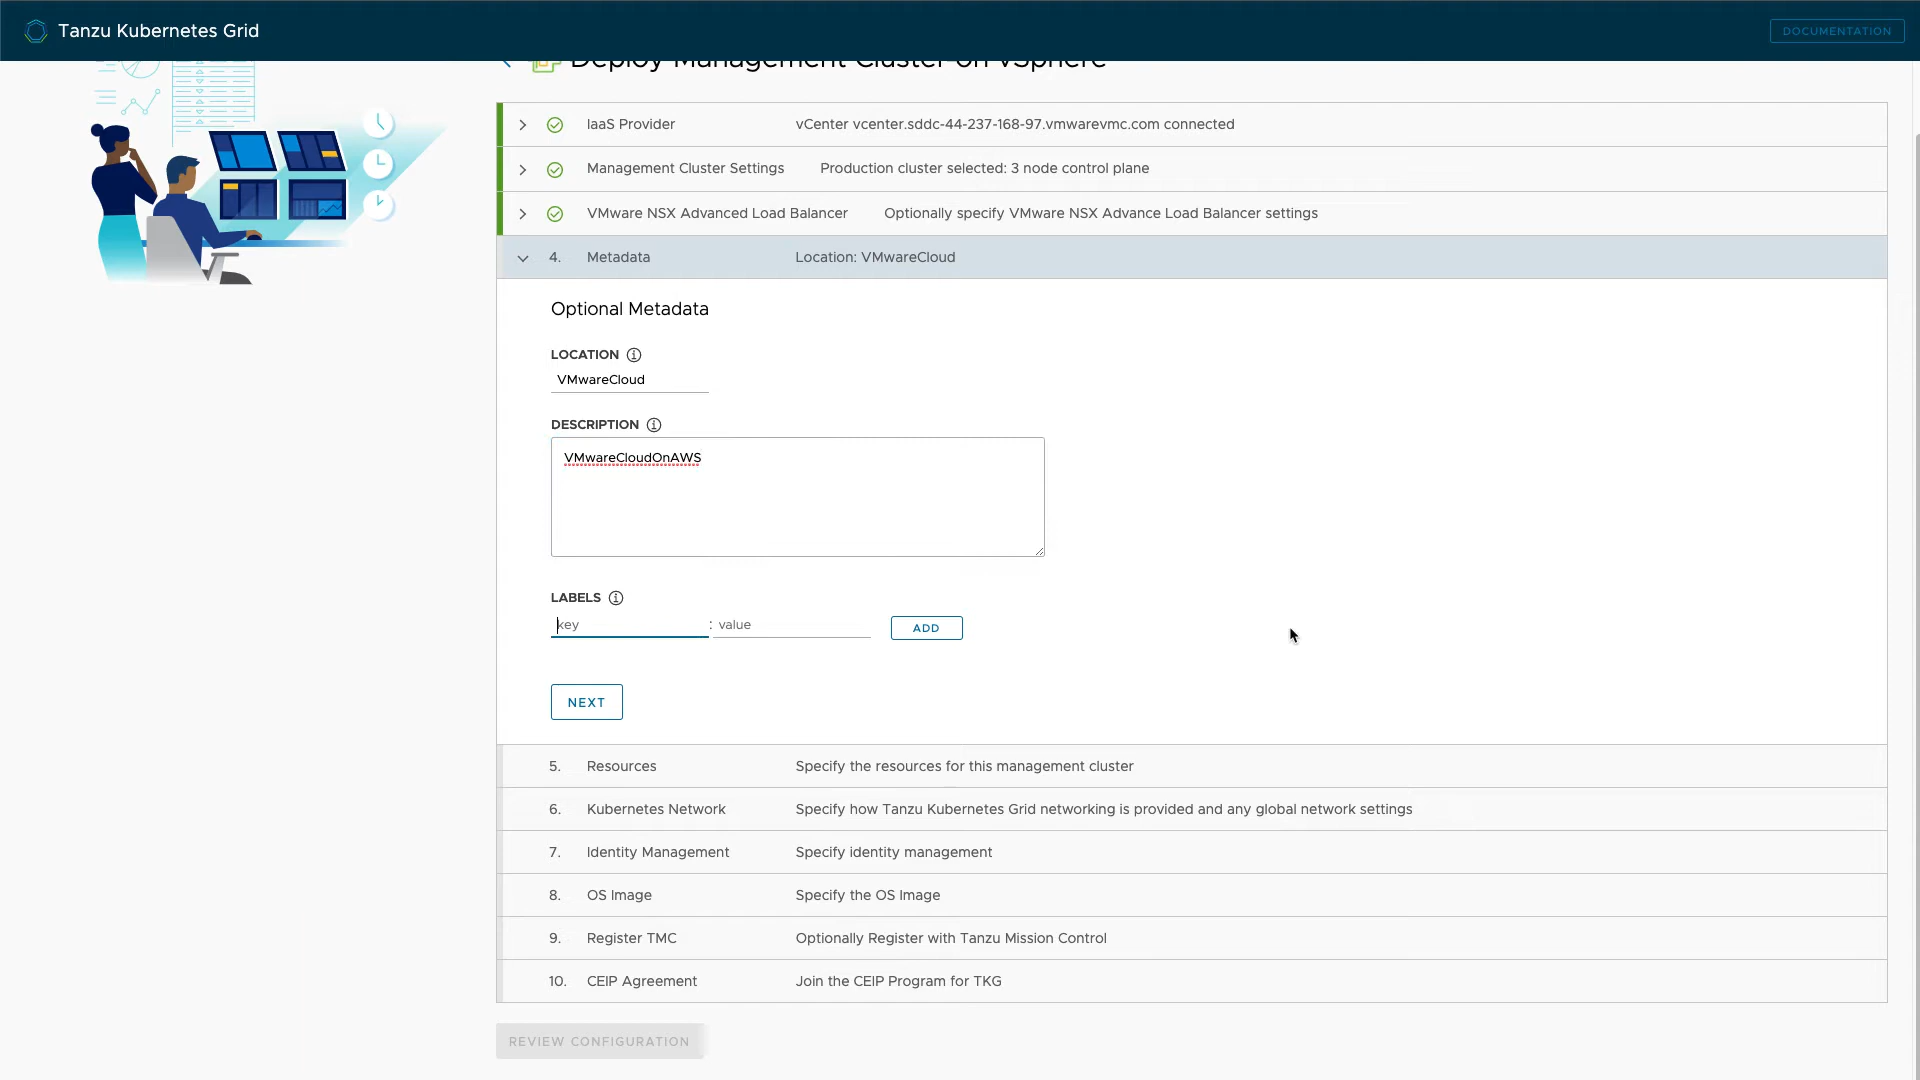 Tanzu Kubernetes Grid
DOCUMENTATION
Deploy Management Cluster on vSphere
IaaS Provider vCenter vcenter.sddc-44-237-168-97.vmwarevmc.com connected
Management Cluster Settings Production cluster selected: 3 node control plane
VMware NSX Advanced Load Balancer Optionally specify VMware NSX Advance Load Balancer settings
4. Metadata Location: VMwareCloud
Optional Metadata
LOCATION
VMwareCloud
DESCRIPTION
VMwareCloudOnAWS
LABELS
key : value ADD
NEXT
5. Resources Specify the resources for this management cluster
6. Kubernetes Network Specify how Tanzu Kubernetes Grid networking is provided and any global network settings
7. Identity Management Specify identity management
8. OS Image Specify the OS Image
9. Register TMC Optionally Register with Tanzu Mission Control
10. CEIP Agreement Join the CEIP Program for TKG
REVIEW CONFIGURATION